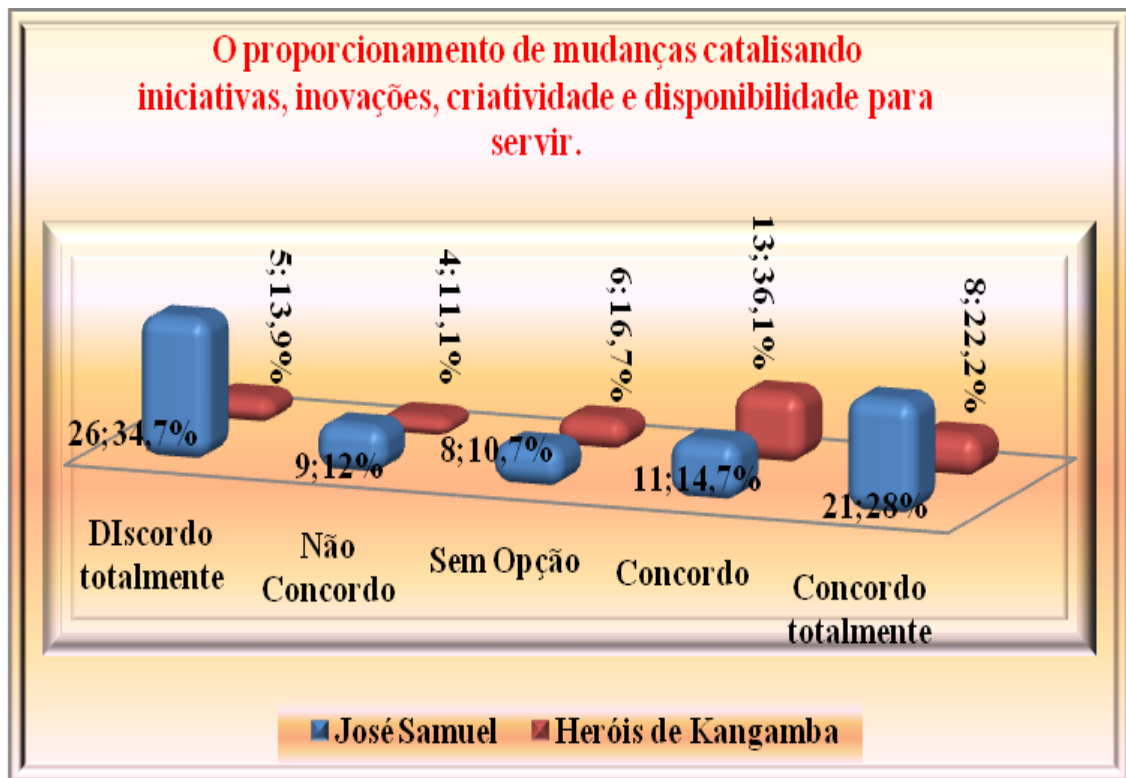 O proporcionamento de mudanças catalisando
iniciativas, inovações, criatividade e disponibilidade para
servir.
5;13,9%
4;11,1%
6;16,7%
13;36,1%
8;22,2%
26;34,7%
9;12%
8;10,7%
11;14,7%
21;28%
DIscordo
totalmente
Não
Concordo
Sem Opção
Concordo
Concordo
totalmente
José Samuel
Heróis de Kangamba